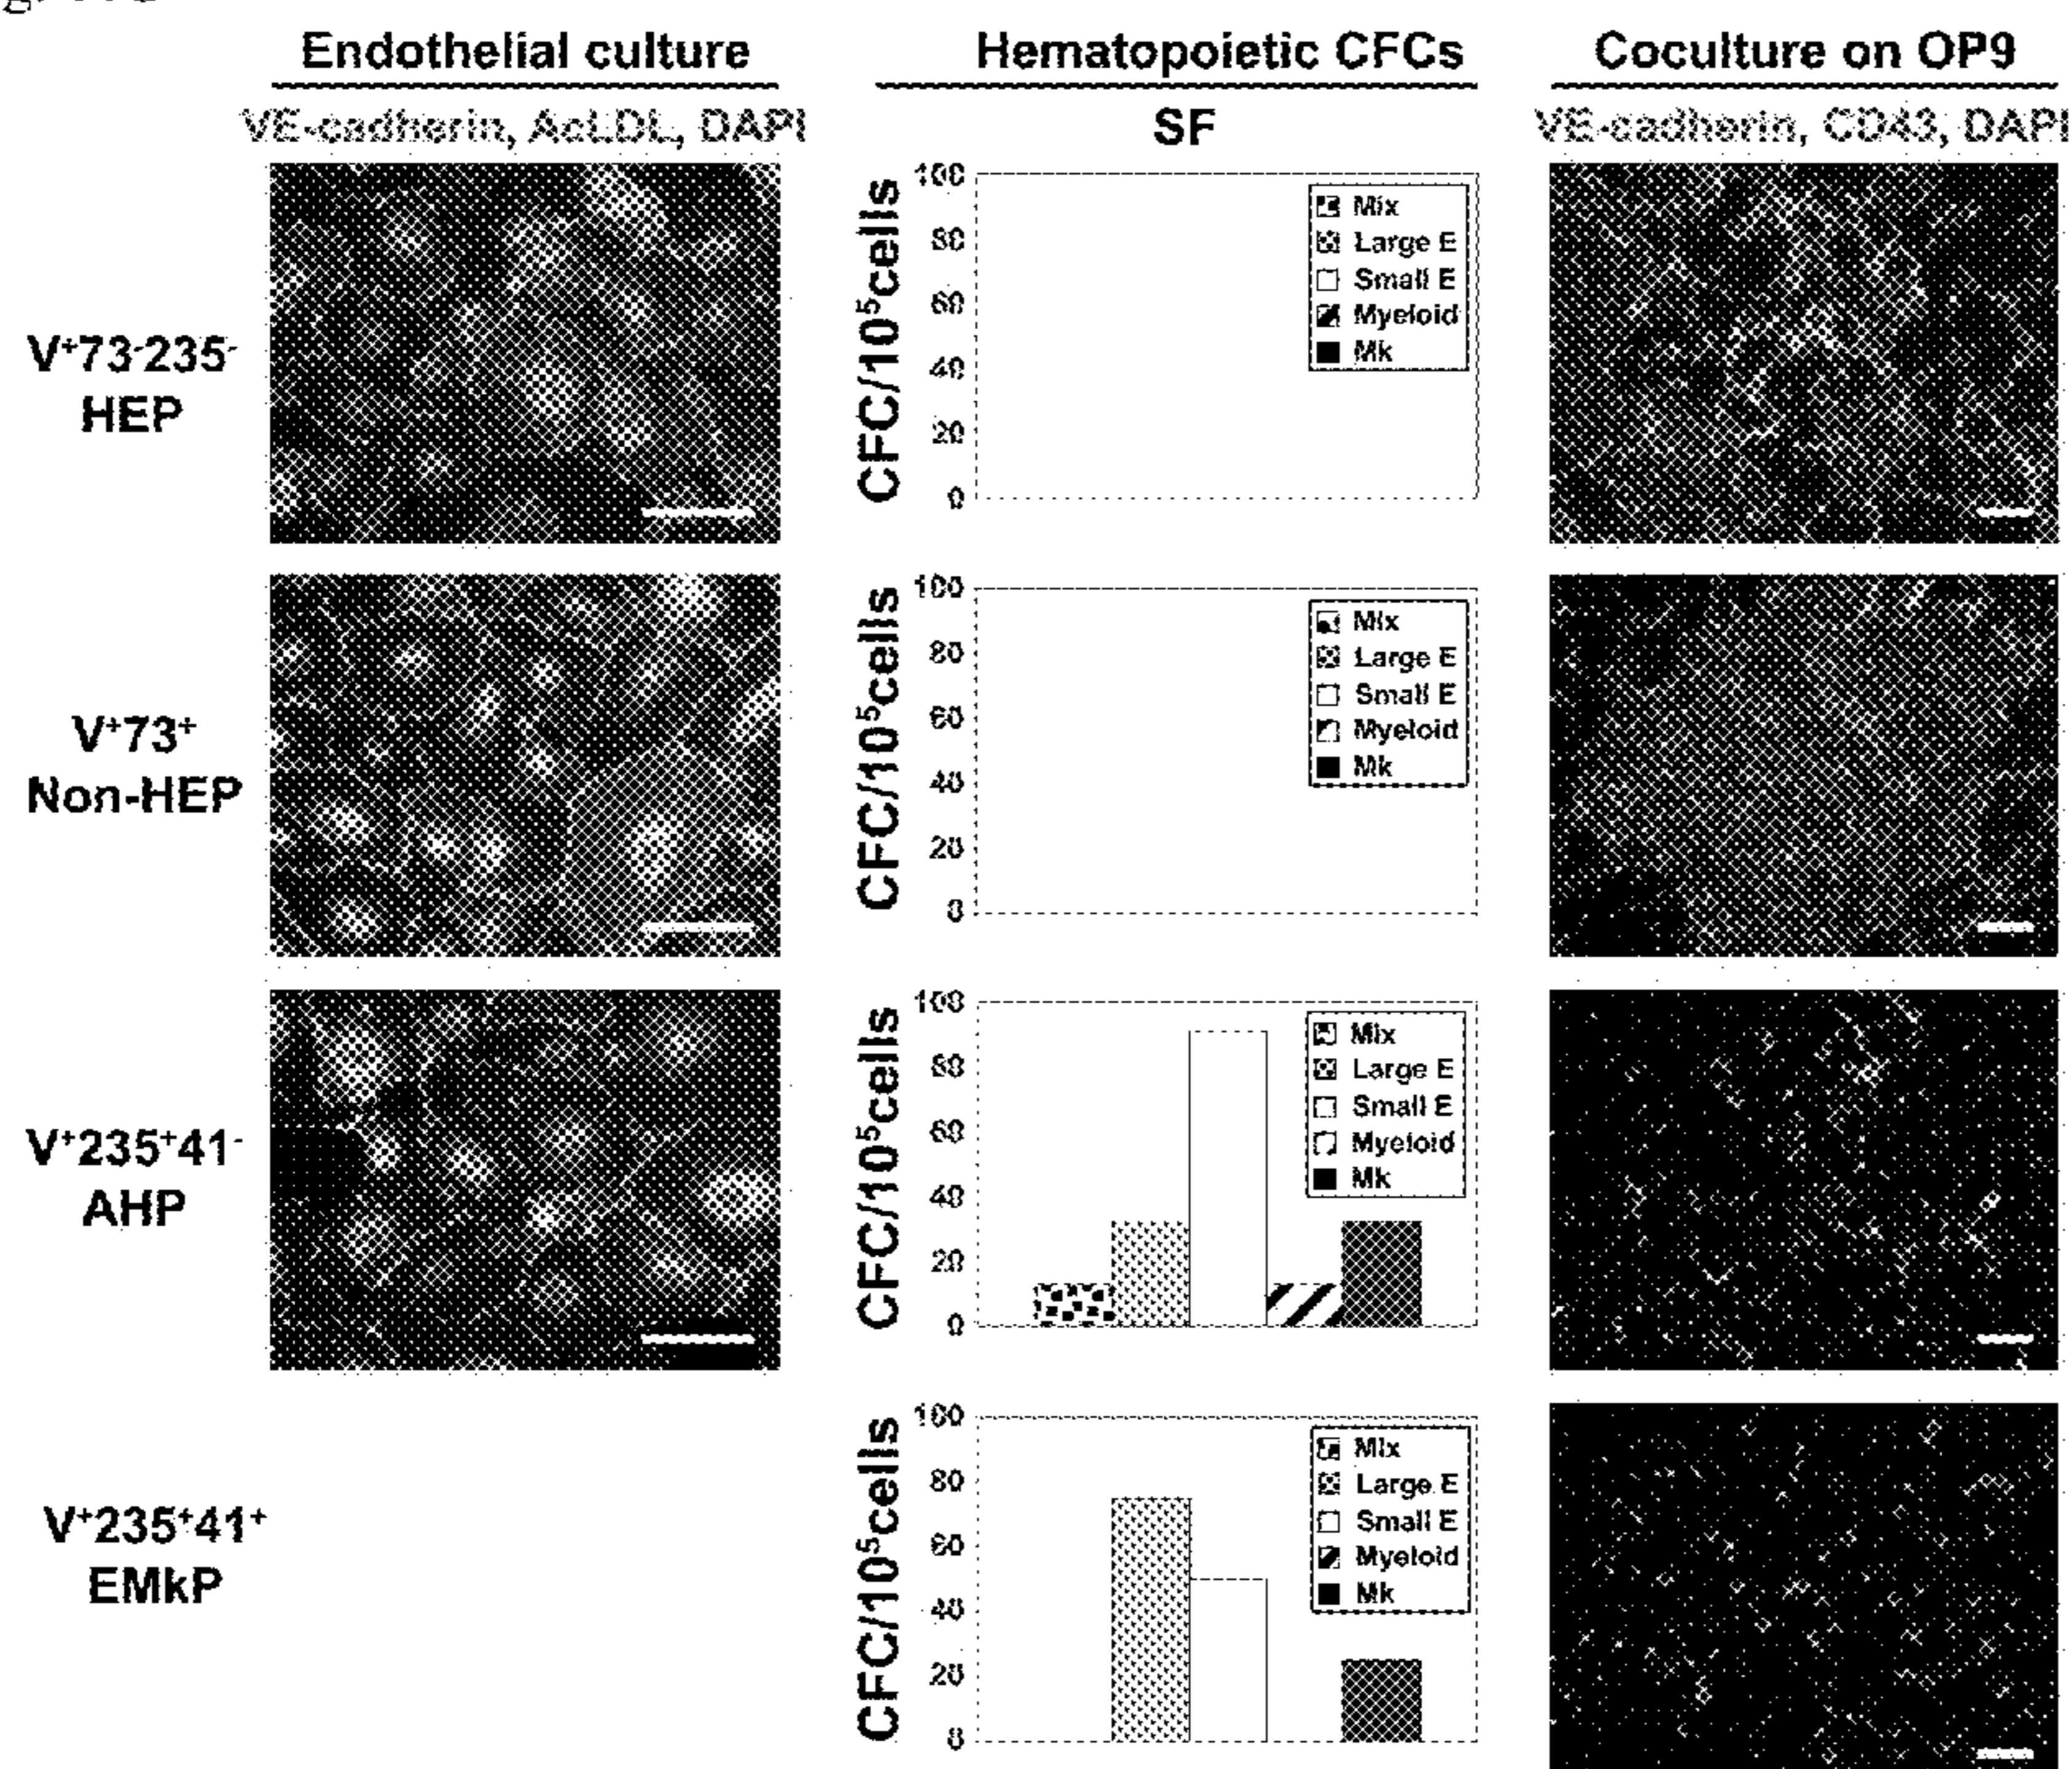 Endothelial culture
Hematopoietic CFCs
Coculture on OP9
VE-cadherin, AcLDL, DAPI
SF
VE-cadherin, CD43, DAPI
V+73-235-
HEP
CFC/10⁵cells
100
80
60
40
20
0
Mix
Large E
Small E
Myeloid
Mk
V+73+
Non-HEP
CFC/10⁵cells
100
80
60
40
20
0
Mix
Large E
Small E
Myeloid
Mk
V+235+41-
AHP
CFC/10⁵cells
100
80
60
40
20
0
Mix
Large E
Small E
Myeloid
Mk
V+235+41+
EMkP
CFC/10⁵cells
100
80
60
40
20
0
Mix
Large E
Small E
Myeloid
Mk